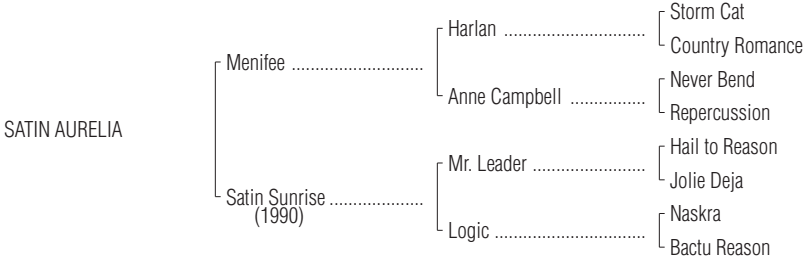 Storm Cat
Harlan ..............................
Country Romance
Menifee ............................
Never Bend
Anne Campbell ................
Repercussion
SATIN AURELIA
Hail to Reason
Mr. Leader ........................
Jolie Deja
Satin Sunrise ....................
(1990)
Naskra
Logic ................................
Bactu Reason